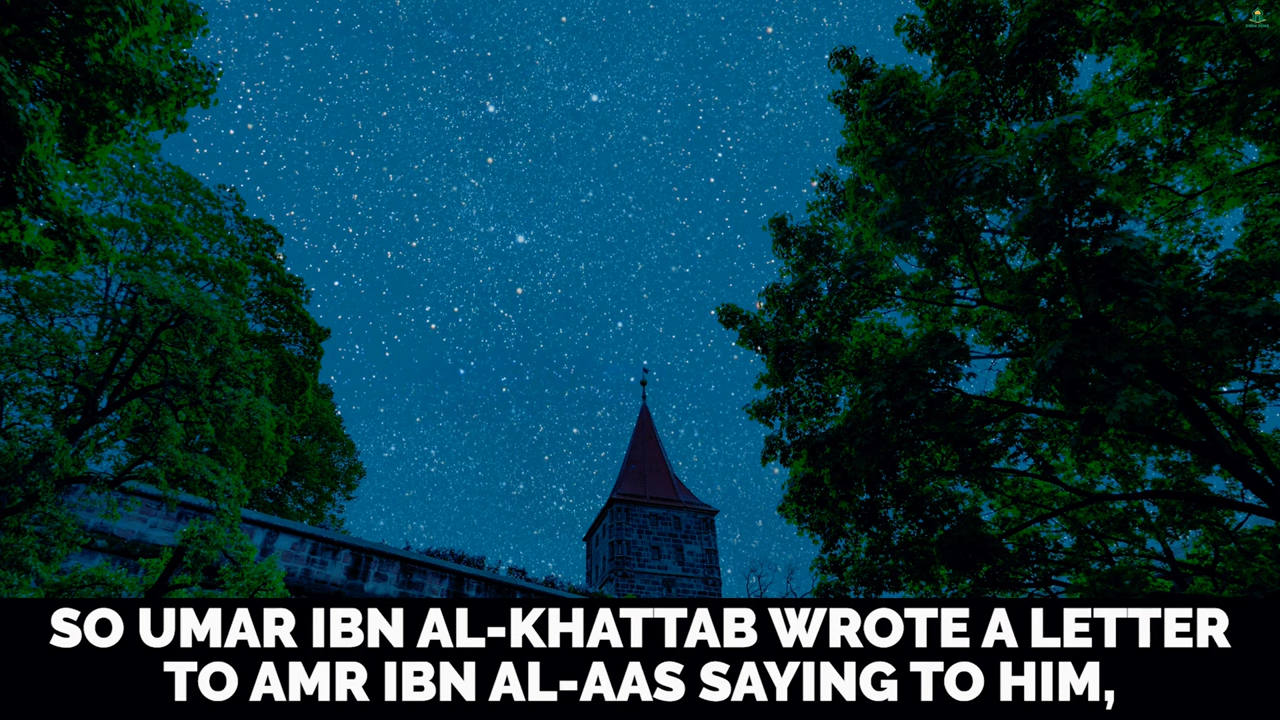 SO UMAR IBN AL-KHATTAB WROTE A LETTER
TO AMR IBN AL-AAS SAYING TO HIM,